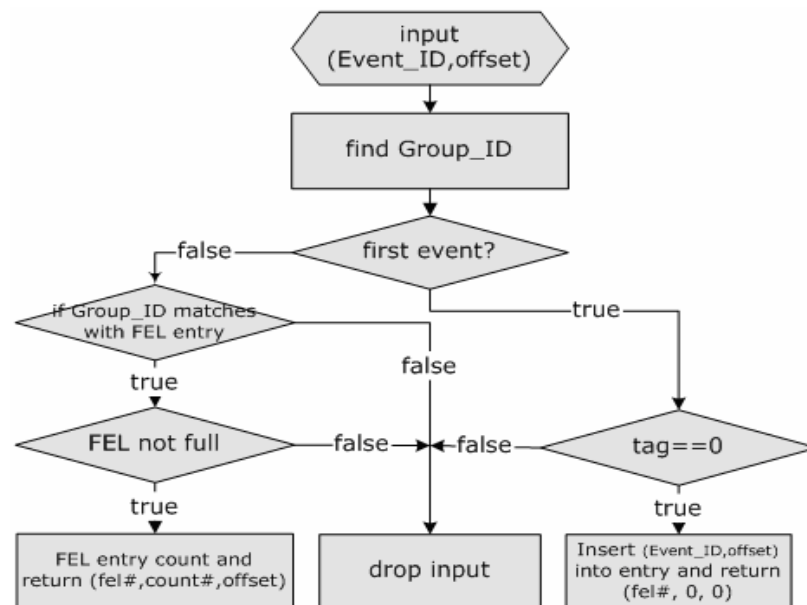 input
(Event_ID,offset)
find Group_ID
first event?
false
true
if Group_ID matches
with FEL entry
false
true
FEL not full
false
false
tag==0
true
true
FEL entry count and
return (fel#,count#,offset)
drop input
Insert (Event_ID,offset)
into entry and return
(fel#, 0, 0)